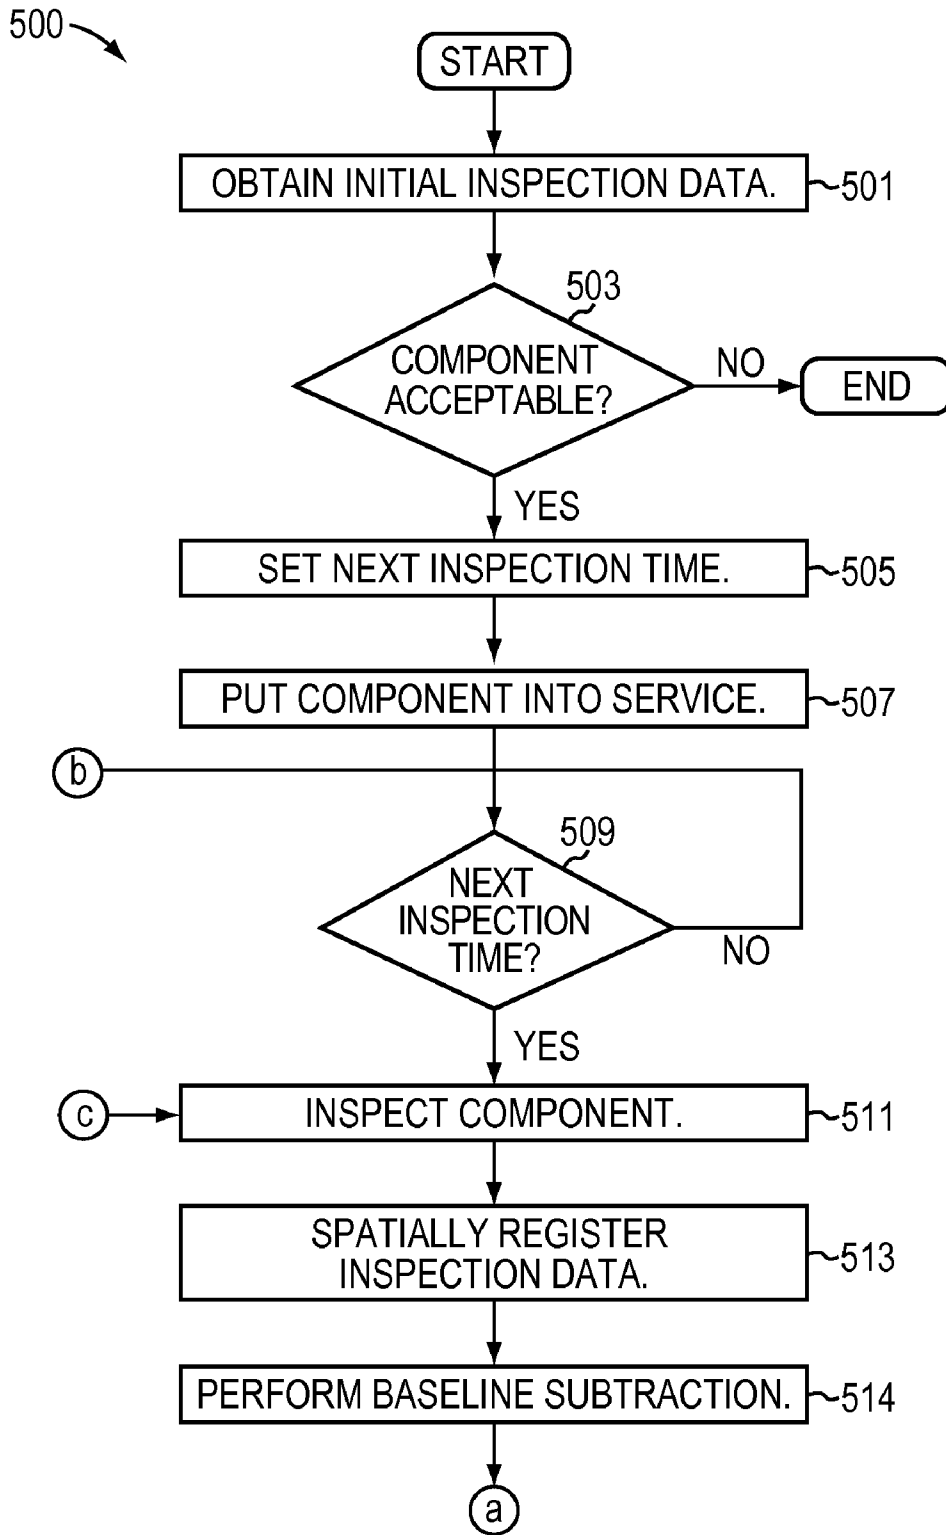 500
START
OBTAIN INITIAL INSPECTION DATA.
501
503
COMPONENT
ACCEPTABLE?
NO
END
YES
SET NEXT INSPECTION TIME.
505
PUT COMPONENT INTO SERVICE.
507
b
509
NEXT
INSPECTION
TIME?
NO
YES
c
INSPECT COMPONENT.
511
SPATIALLY REGISTER
INSPECTION DATA.
513
PERFORM BASELINE SUBTRACTION.
514
a